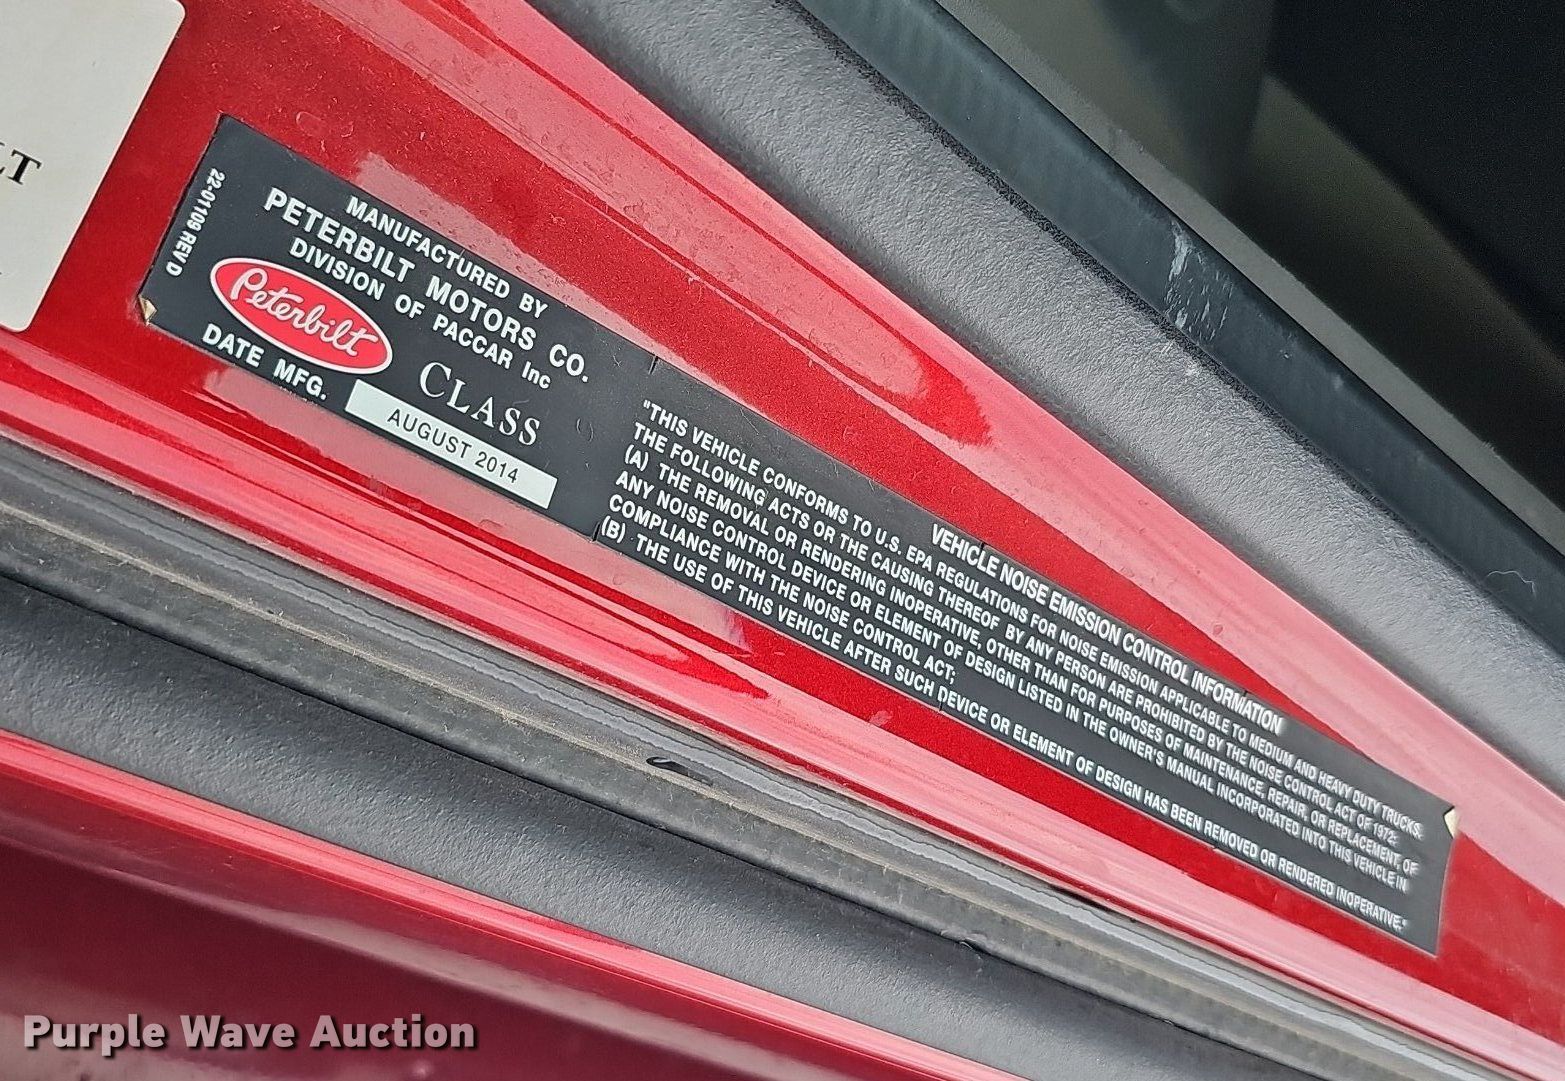 LT
22-01109 REV D
MANUFACTURED BY
PETERBILT MOTORS CO.
DIVISION OF PACCAR Inc
Peterbilt
CLASS
DATE MFG.
AUGUST 2014
VEHICLE NOISE EMISSION CONTROL INFORMATION
"THIS VEHICLE CONFORMS TO U.S. EPA REGULATIONS FOR NOISE EMISSION APPLICABLE TO MEDIUM AND HEAVY DUTY TRUCKS.
THE FOLLOWING ACTS OR THE CAUSING THEREOF BY ANY PERSON ARE PROHIBITED BY THE NOISE CONTROL ACT OF 1972:
(A) THE REMOVAL OR RENDERING INOPERATIVE, OTHER THAN FOR PURPOSES OF MAINTENANCE, REPAIR, OR REPLACEMENT, OF
ANY NOISE CONTROL DEVICE OR ELEMENT OF DESIGN LISTED IN THE OWNER'S MANUAL INCORPORATED INTO THIS VEHICLE IN
COMPLIANCE WITH THE NOISE CONTROL ACT;
(B) THE USE OF THIS VEHICLE AFTER SUCH DEVICE OR ELEMENT OF DESIGN HAS BEEN REMOVED OR RENDERED INOPERATIVE."
Purple Wave Auction